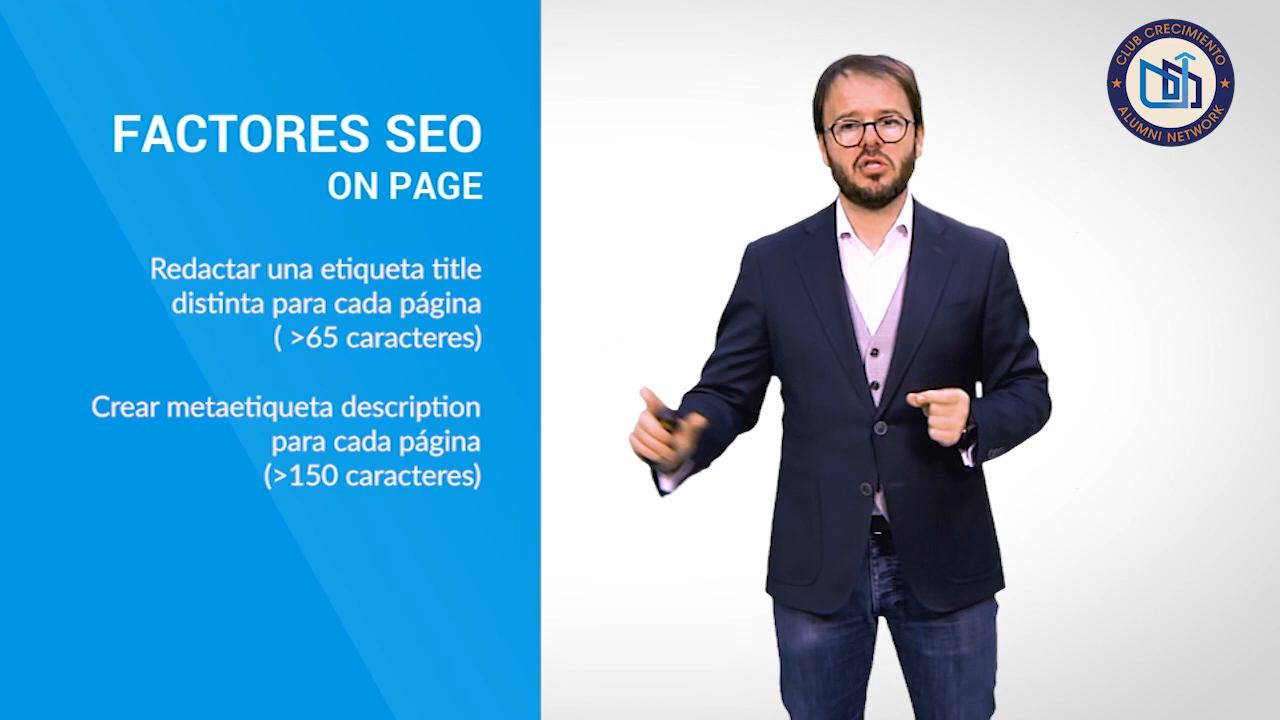 FACTORES SEO
ON PAGE
Redactar una etiqueta title
distinta para cada página
( >65 caracteres)
Crear metaetiqueta description
para cada página
(>150 caracteres)
CLUB CRECIMIENTO
ALUMNI NETWORK